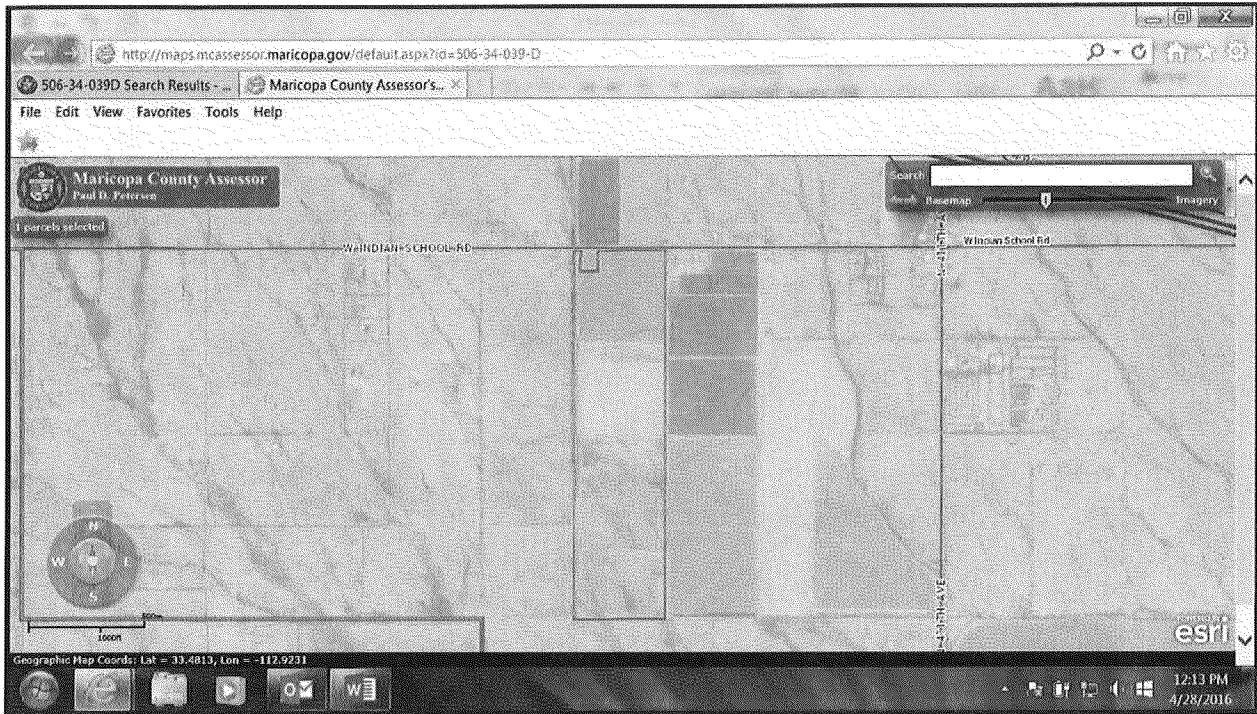 http://maps.mcassessor.maricopa.gov/default.aspx?id=506-34-039-D
506-34-039D Search Results - ...
Maricopa County Assessor's...
File Edit View Favorites Tools Help
Maricopa County Assessor
Paul D. Petersen
1 parcels selected
Search
Basemap
Imagery
W INDIAN SCHOOL RD
W Indian School Rd
N
W
E
S
1000ft
esri
Geographic Map Coords: Lat = 33.4813, Lon = -112.9231
12:13 PM
4/28/2016